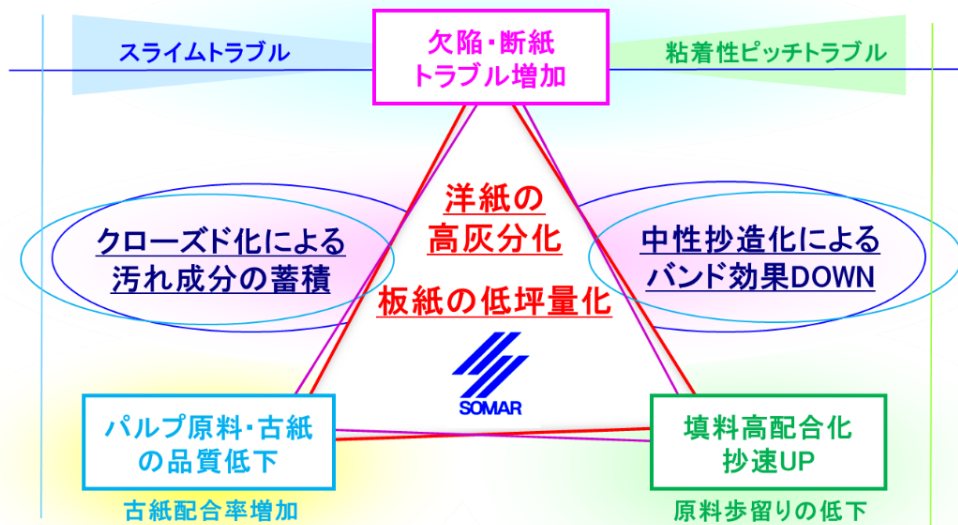 スライムトラブル
欠陥・断紙
トラブル増加
粘着性ピッチトラブル
洋紙の
高灰分化
クローズド化による
汚れ成分の蓄積
中性抄造化による
バンド効果DOWN
板紙の低坪量化
SOMAR
パルプ原料・古紙
の品質低下
填料高配合化
抄速UP
古紙配合率増加
原料歩留りの低下